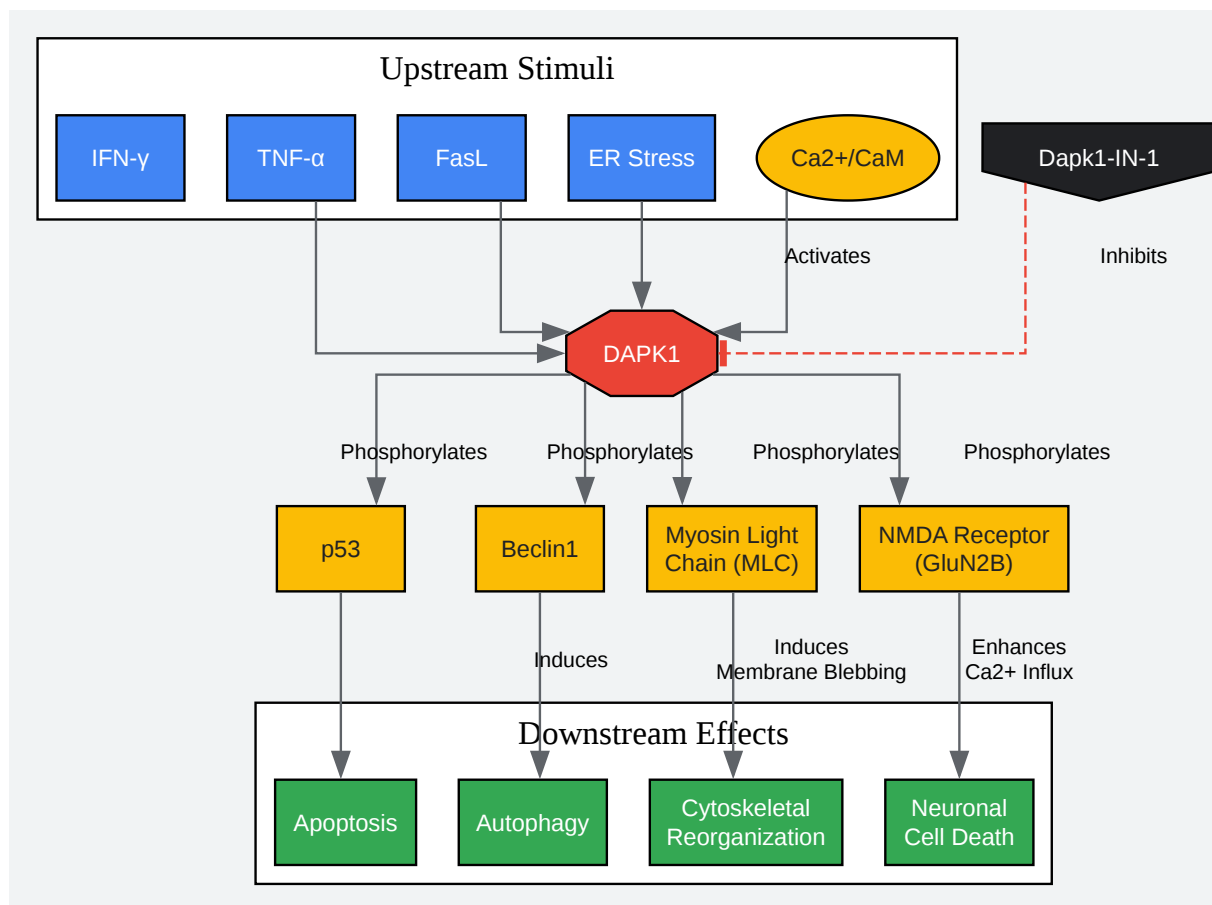 Upstream Stimuli
IFN-γ
TNF-α
FasL
ER Stress
Ca2+/CaM
Dapk1-IN-1
Activates
Inhibits
DAPK1
Phosphorylates
Phosphorylates
Phosphorylates
Phosphorylates
p53
Beclin1
Myosin Light
Chain (MLC)
NMDA Receptor
(GluN2B)
Induces
Induces
Membrane Blebbing
Enhances
Ca2+ Influx
Downstream Effects
Apoptosis
Autophagy
Cytoskeletal
Reorganization
Neuronal
Cell Death